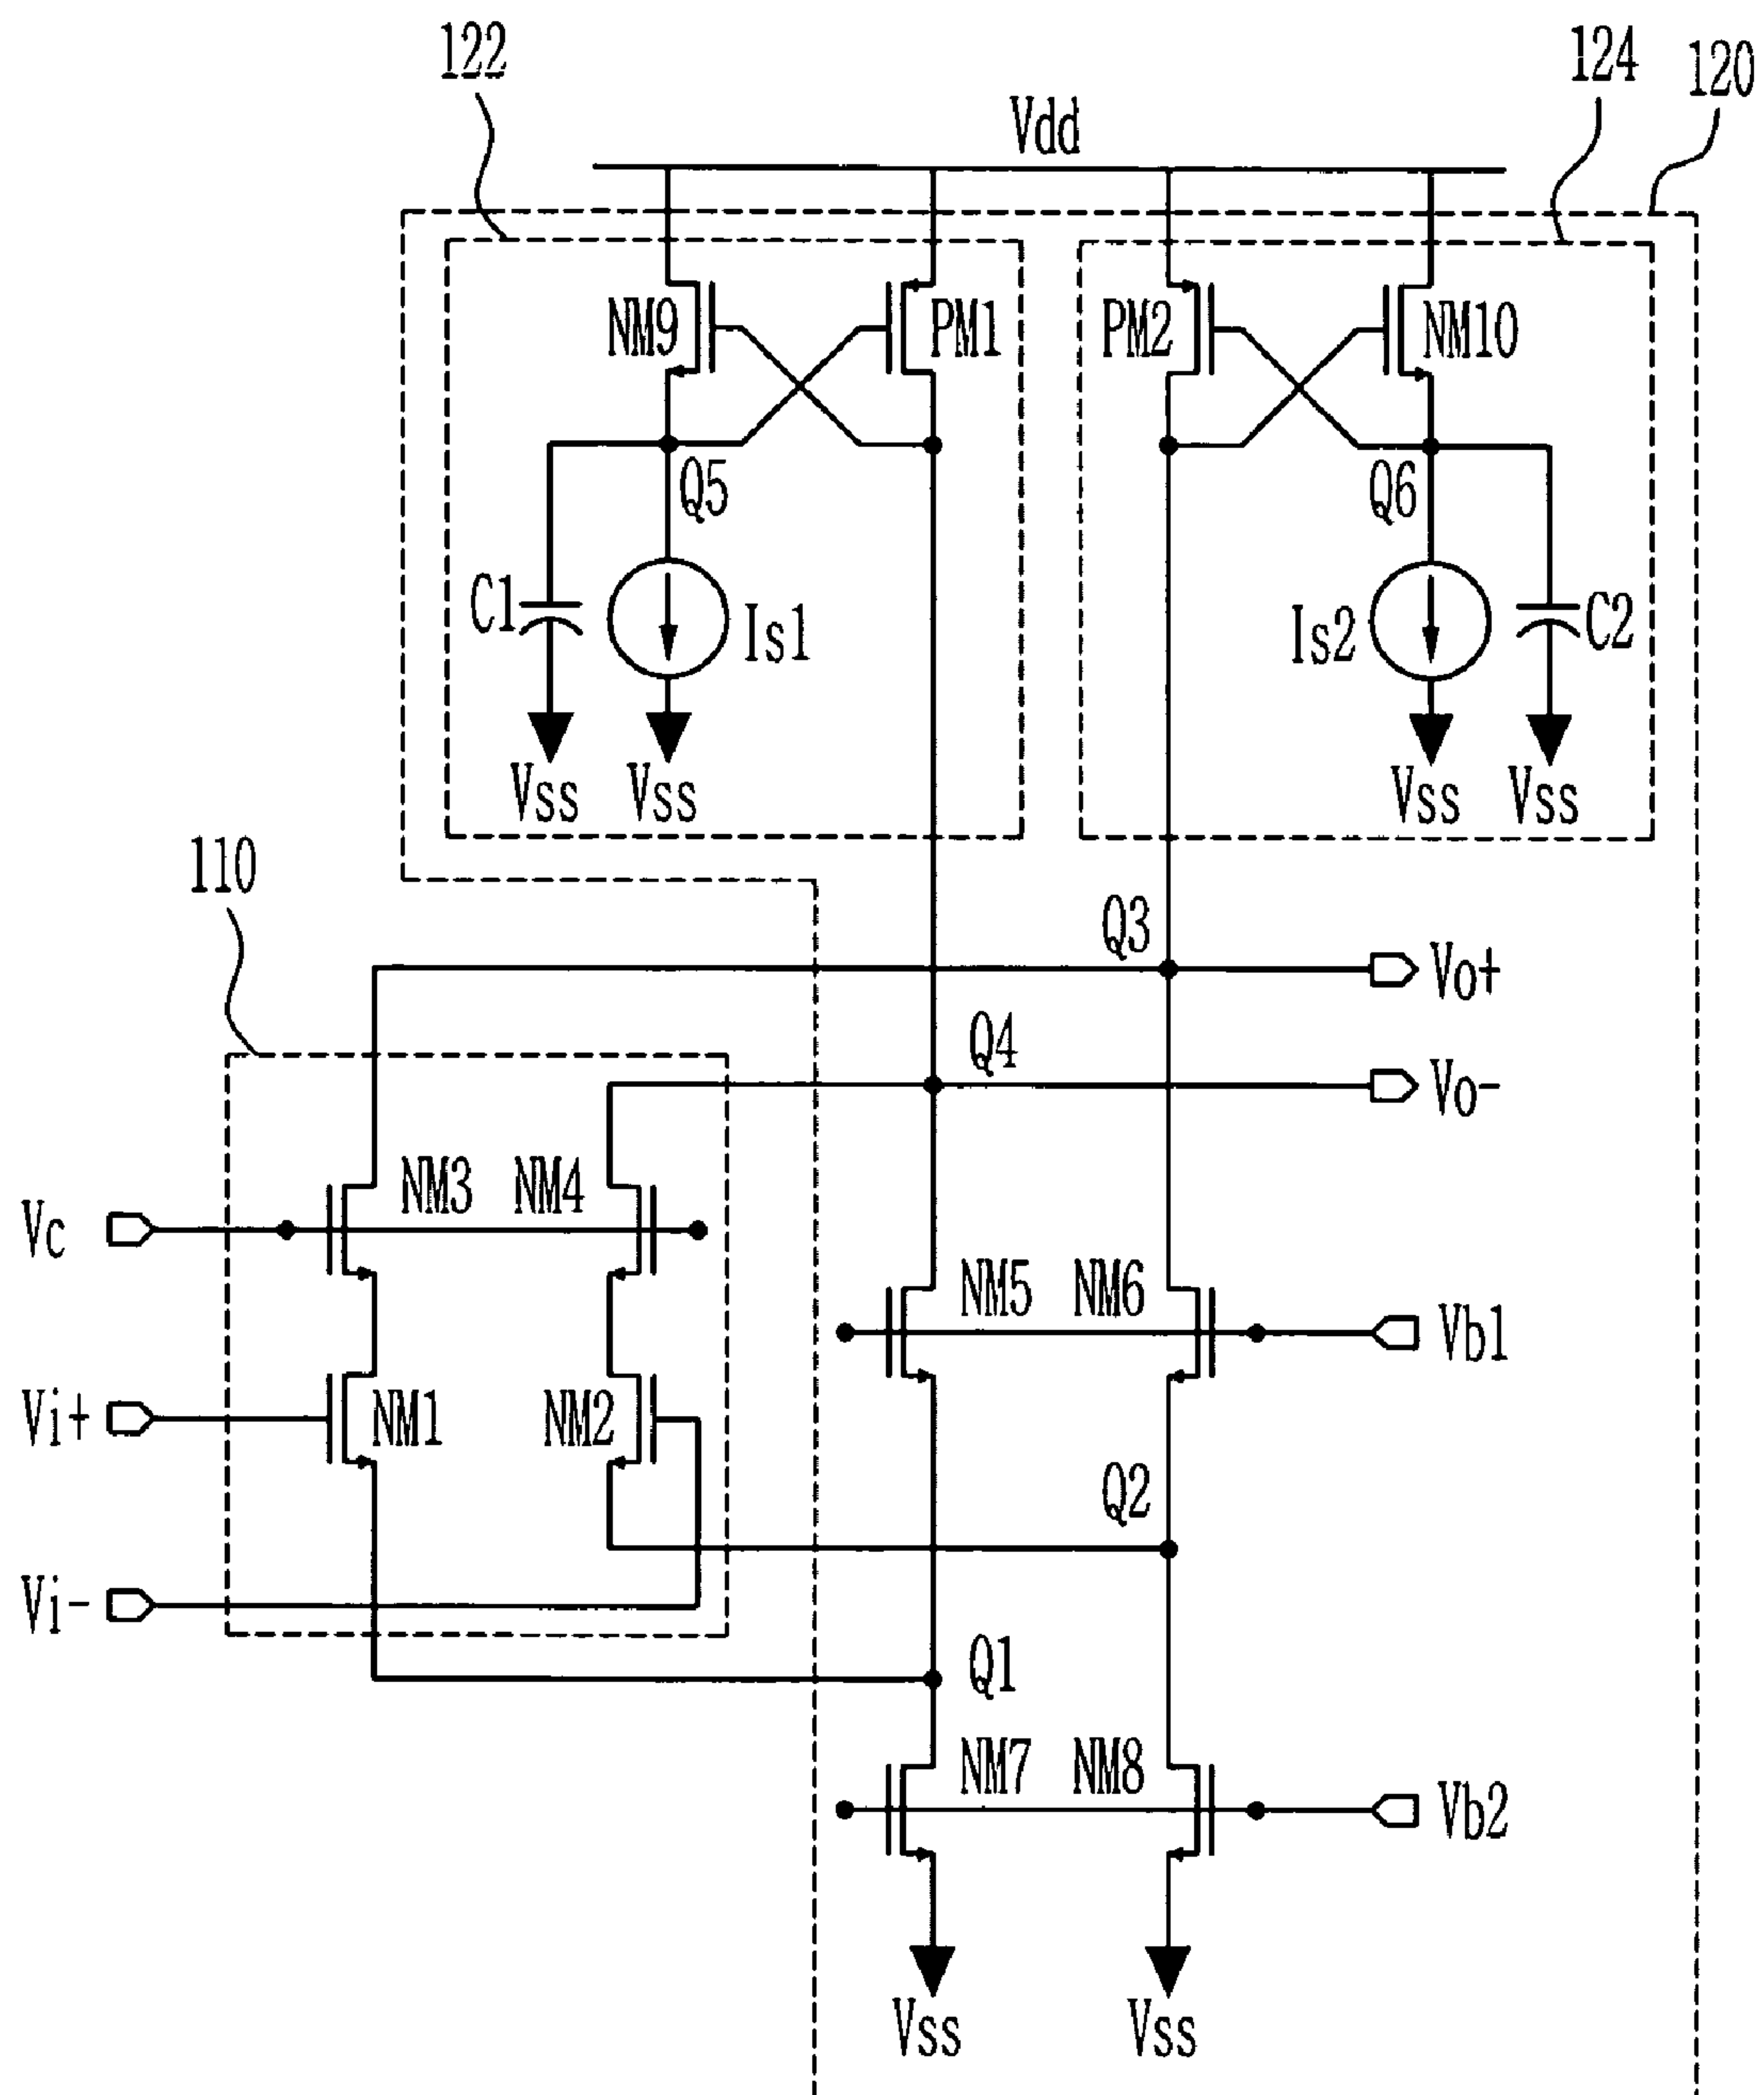 122
124
120
Vdd
NM9
PM1
PM2
NM10
Q5
Q6
C1
Is1
Is2
C2
Vss
Vss
Vss
Vss
110
Q3
Vo+
Q4
Vo-
NM3
NM4
Vc
NM5
NM6
Vb1
Vi+
NM1
NM2
Q2
Vi-
Q1
NM7
NM8
Vb2
Vss
Vss